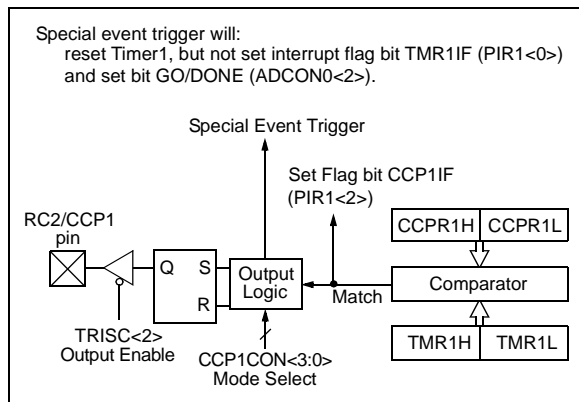 Special event trigger will:
reset Timer1, but not set interrupt flag bit TMR1IF (PIR1<0>)
and set bit GO/DONE (ADCON0<2>).
Special Event Trigger
Set Flag bit CCP1IF
(PIR1<2>)
RC2/CCP1
pin
CCPR1H CCPR1L
Q S
R
Output
Logic
Match
Comparator
TRISC<2>
Output Enable
CCP1CON<3:0>
Mode Select
TMR1H TMR1L